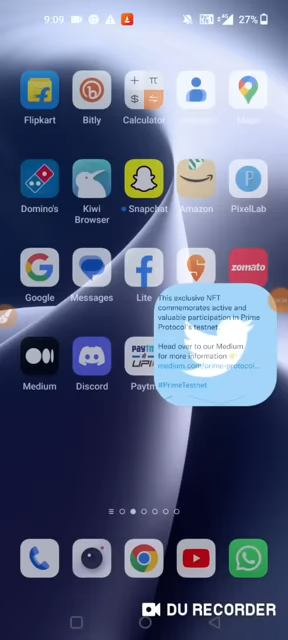 9:09
27%
Flipkart
Bitly
Calculator
Domino's
Kiwi
Browser
Snapchat
Amazon
PixelLab
Google
Messages
Lite
zomato
This exclusive NFT
commemorates active and
valuable participation in Prime
Protocol's testnet.
Head over to our Medium
for more information
medium.com/prime-protocol...
#PrimeTestnet
Medium
Discord
Paytm
UPI
DU RECORDER